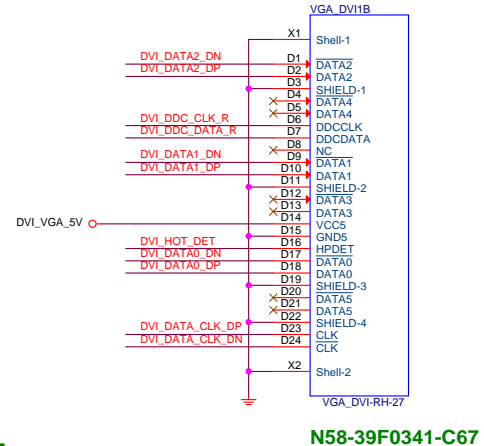 VGA_DVI1B
X1 Shell-1
DVI_DATA2_DN D1 DATA2
DVI_DATA2_DP D2 DATA2
D3 SHIELD-1
D4 DATA4
D5 DATA4
DVI_DDC_CLK_R D6 DDCCLK
DVI_DDC_DATA_R D7 DDCDATA
D8 NC
DVI_DATA1_DN D9 DATA1
DVI_DATA1_DP D10 DATA1
D11 SHIELD-2
D12 DATA3
D13 DATA3
DVI_VGA_5V D14 VCC5
D15 GND5
DVI_HOT_DET D16 HPDET
DVI_DATA0_DN D17 DATA0
DVI_DATA0_DP D18 DATA0
D19 SHIELD-3
D20 DATA5
D21 DATA5
D22 SHIELD-4
DVI_DATA_CLK_DP D23 CLK
DVI_DATA_CLK_DN D24 CLK
X2 Shell-2
VGA_DVI-RH-27
N58-39F0341-C67